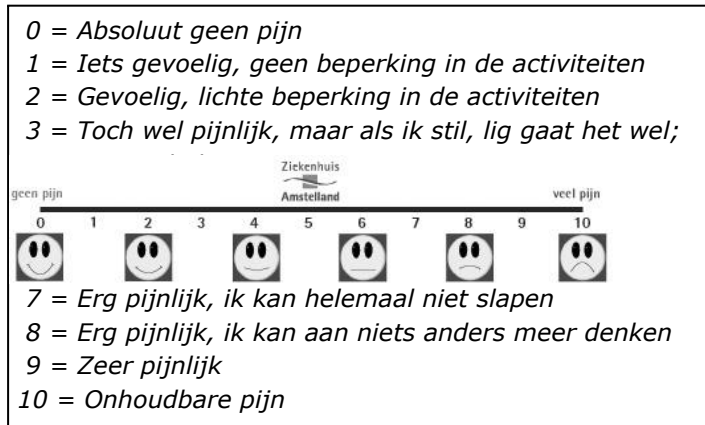 0 = Absoluut geen pijn
1 = Iets gevoelig, geen beperking in de activiteiten
2 = Gevoelig, lichte beperking in de activiteiten
3 = Toch wel pijnlijk, maar als ik stil, lig gaat het wel;
Ziekenhuis
Amstelland
geen pijn veel pijn
0 1 2 3 4 5 6 7 8 9 10
7 = Erg pijnlijk, ik kan helemaal niet slapen
8 = Erg pijnlijk, ik kan aan niets anders meer denken
9 = Zeer pijnlijk
10 = Onhoudbare pijn